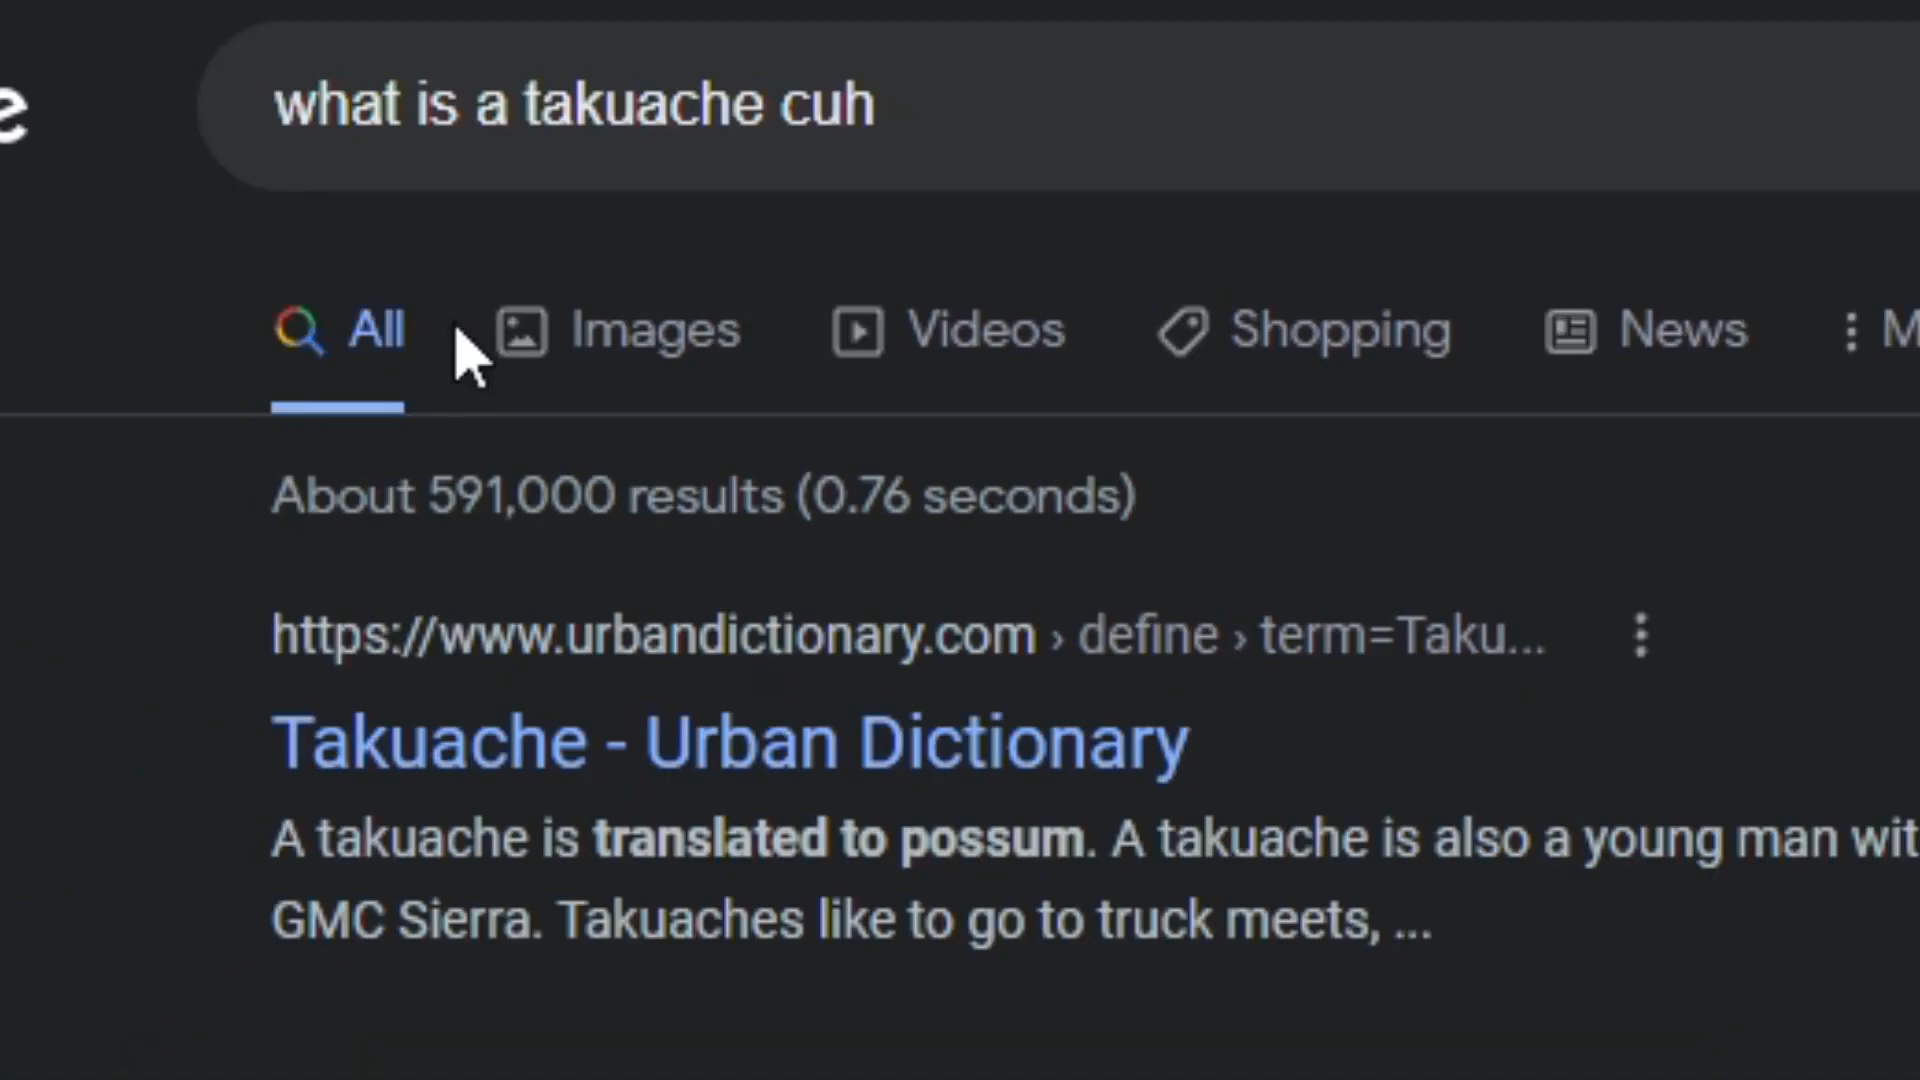 what is a takuache cuh
All Images Videos Shopping News
About 591,000 results (0.76 seconds)
https://www.urbandictionary.com › define › term=Taku...
Takuache - Urban Dictionary
A takuache is translated to possum. A takuache is also a young man wit
GMC Sierra. Takuaches like to go to truck meets, ...